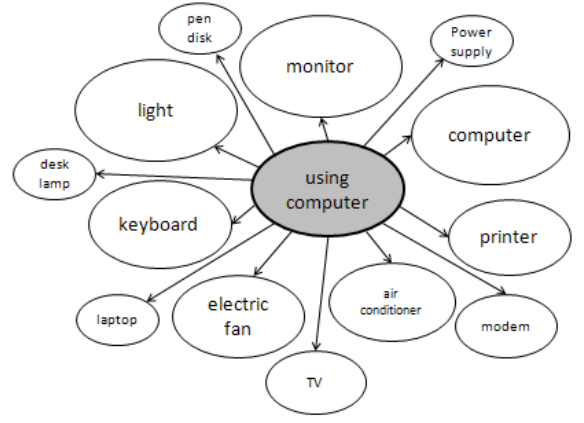 pen
disk
monitor
Power
supply
light
computer
desk
lamp
using
computer
keyboard
printer
laptop
electric
fan
air
conditioner
modem
TV